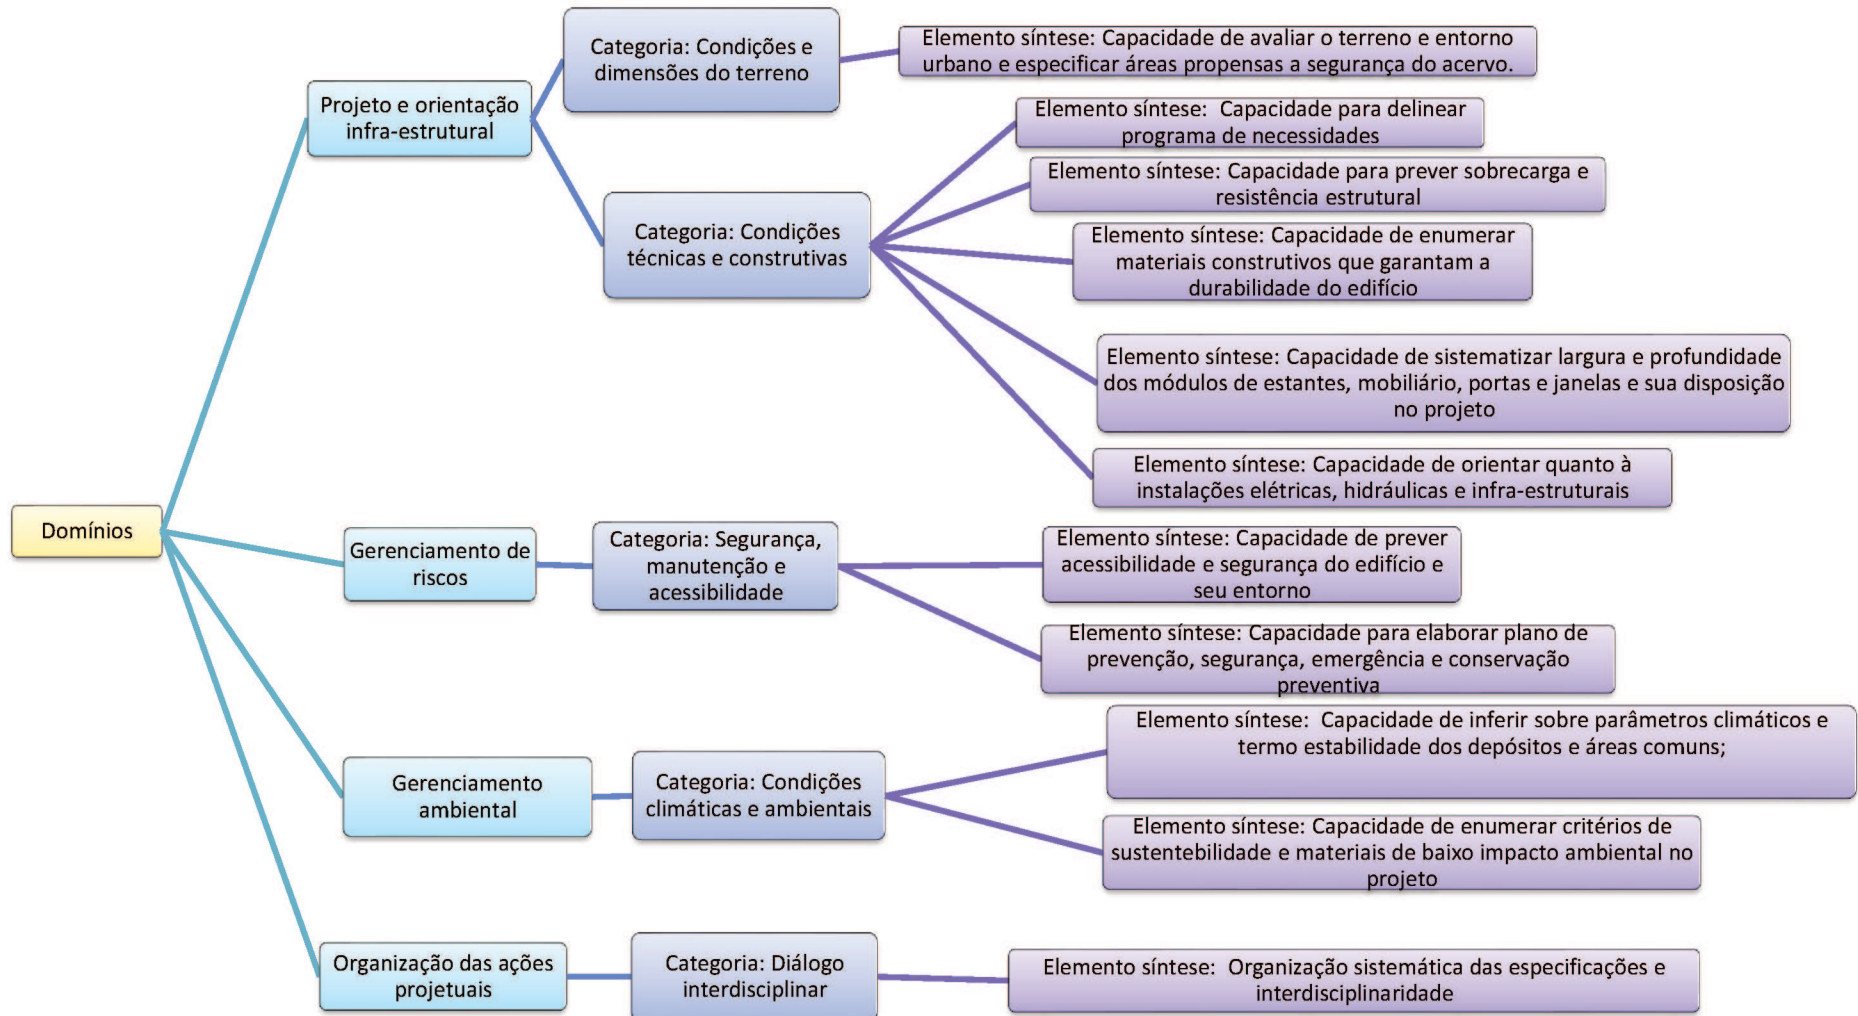 Domínios
Projeto e orientação
infra-estrutural
Categoria: Condições e
dimensões do terreno
Elemento síntese: Capacidade de avaliar o terreno e entorno
urbano e especificar áreas propensas a segurança do acervo.
Categoria: Condições
técnicas e construtivas
Elemento síntese:  Capacidade para delinear
programa de necessidades
Elemento síntese: Capacidade para prever sobrecarga e
resistência estrutural
Elemento síntese: Capacidade de enumerar
materiais construtivos que garantam a
durabilidade do edifício
Elemento síntese: Capacidade de sistematizar largura e profundidade
dos módulos de estantes, mobiliário, portas e janelas e sua disposição
no projeto
Elemento síntese: Capacidade de orientar quanto à
instalações elétricas, hidráulicas e infra-estruturais
Gerenciamento de
riscos
Categoria: Segurança,
manutenção e
acessibilidade
Elemento síntese: Capacidade de prever
acessibilidade e segurança do edifício e
seu entorno
Elemento síntese: Capacidade para elaborar plano de
prevenção, segurança, emergência e conservação
preventiva
Gerenciamento
ambiental
Categoria: Condições
climáticas e ambientais
Elemento síntese:  Capacidade de inferir sobre parâmetros climáticos e
termo estabilidade dos depósitos e áreas comuns;
Elemento síntese: Capacidade de enumerar critérios de
sustentebilidade e materiais de baixo impacto ambiental no
projeto
Organização das ações
projetuais
Categoria: Diálogo
interdisciplinar
Elemento síntese:  Organização sistemática das especificações e
interdisciplinaridade